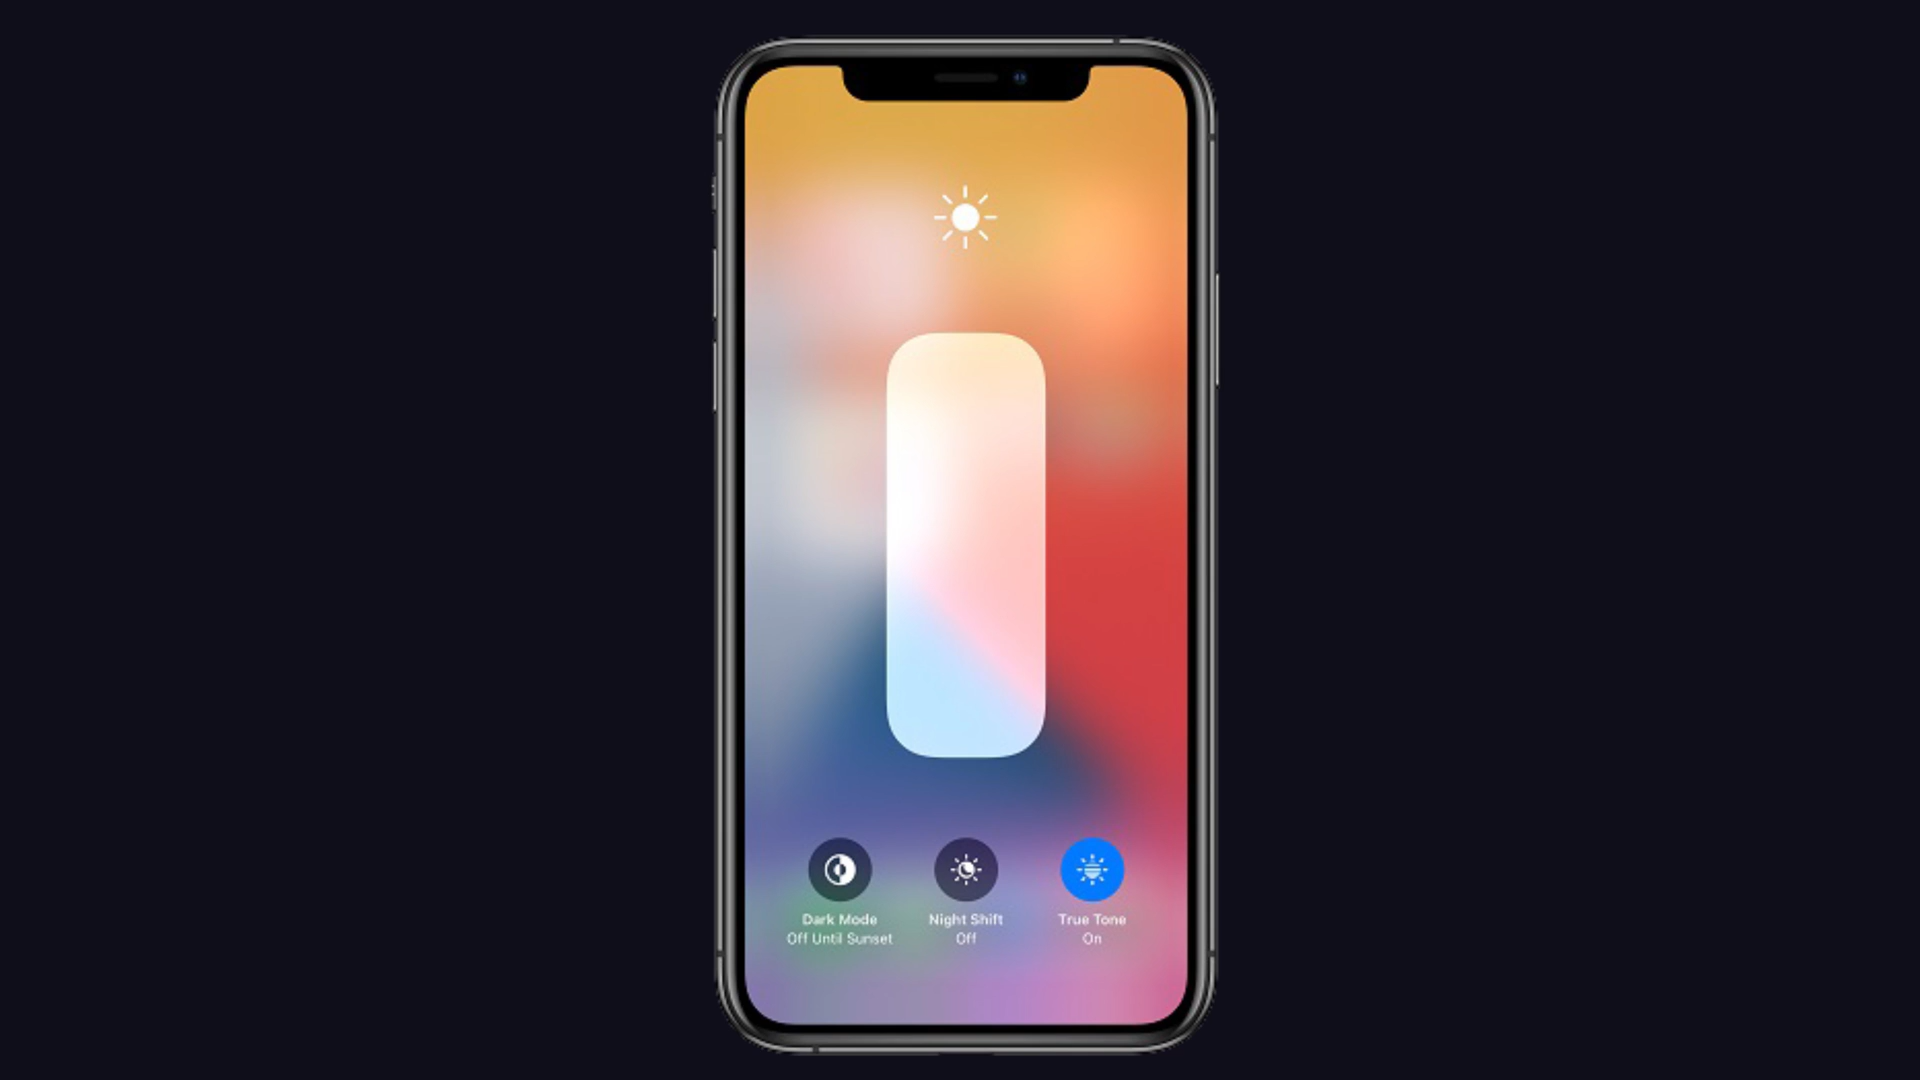 Dark Mode
Off Until Sunset
Night Shift
Off
True Tone
On